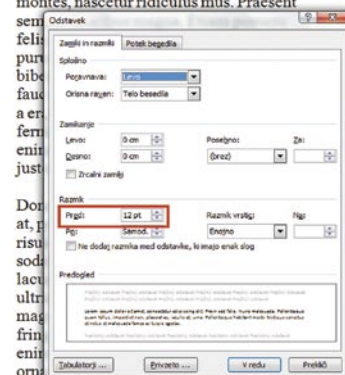 montes, nascetur ridiculus mus. Praesent
sem
felis
puru
bibe
fauc
a era
ferm
enin
just
Don
at, p
risu
soda
lacu
ultri
mag
frin
enin
orna
Odstavek
Zamiki in razmiki Potek besedila
Splošno
Poravnava: Levo
Orisna raven: Telo besedila
Zamikanje
Levo: 0 cm Posebno: Za:
Desno: 0 cm (brez)
Zrcalni zamiki
Razmik
Pred: 12 pt Razmik vrstic: Na:
Po: Samod. Enojno
Ne dodaj razmika med odstavke, ki imajo enak slog
Predogled
Tabulatorji ... Privzeto ... V redu Prekliči